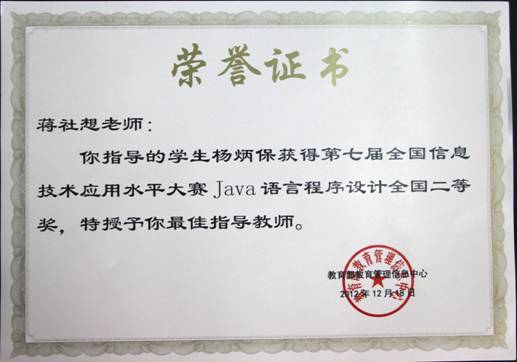 荣誉证书
蒋社想老师：
你指导的学生杨炳保获得第七届全国信息
技术应用水平大赛Java语言程序设计全国二等
奖，特授予你最佳指导教师。
教育部教育管理信息中心
2012年12月18日